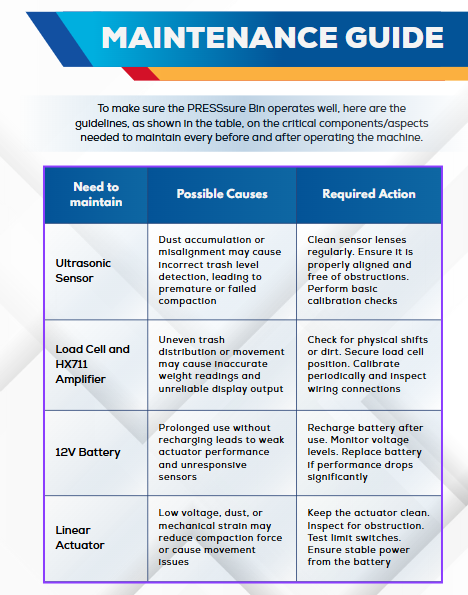 MAINTENANCE GUIDE
To make sure the PRESSsure Bin operates well, here are the
guidelines, as shown in the table, on the critical components/aspects
needed to maintain every before and after operating the machine.
Need to
maintain
Possible Causes
Required Action
Ultrasonic
Sensor
Dust accumulation or
misalignment may cause
incorrect trash level
detection, leading to
premature or failed
compaction
Clean sensor lenses
regularly. Ensure it is
properly aligned and
free of obstructions.
Perform basic
calibration checks
Load Cell and
HX711
Amplifier
Uneven trash
distribution or movement
may cause inaccurate
weight readings and
unreliable display output
Check for physical shifts
or dirt. Secure load cell
position. Calibrate
periodically and inspect
wiring connections
12V Battery
Prolonged use without
recharging leads to weak
actuator performance
and unresponsive
sensors
Recharge battery after
use. Monitor voltage
levels. Replace battery
if performance drops
significantly
Linear
Actuator
Low voltage, dust, or
mechanical strain may
reduce compaction force
or cause movement
issues
Keep the actuator clean.
Inspect for obstruction.
Test limit switches.
Ensure stable power
from the battery